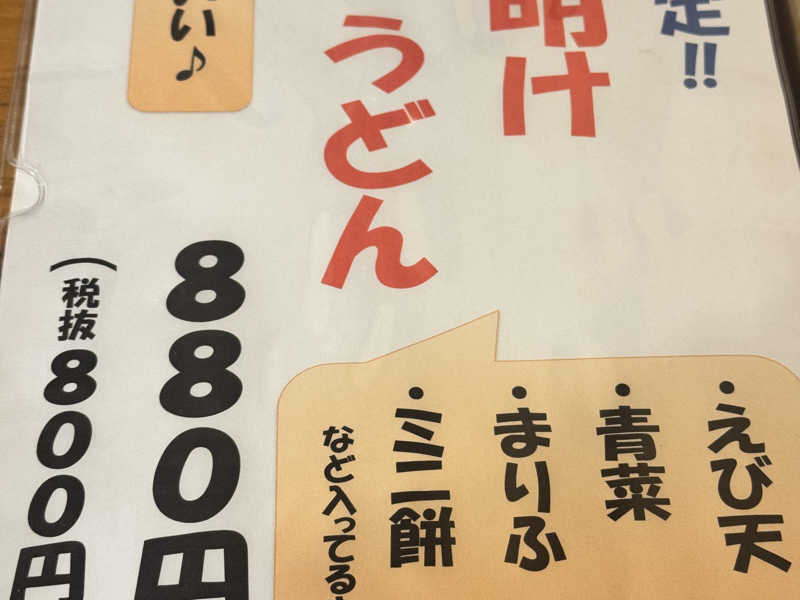 定!!
明け
うどん
い♪
・えび天
・青菜
・まりふ
・ミニ餅
など入ってる
880円
(税抜800円